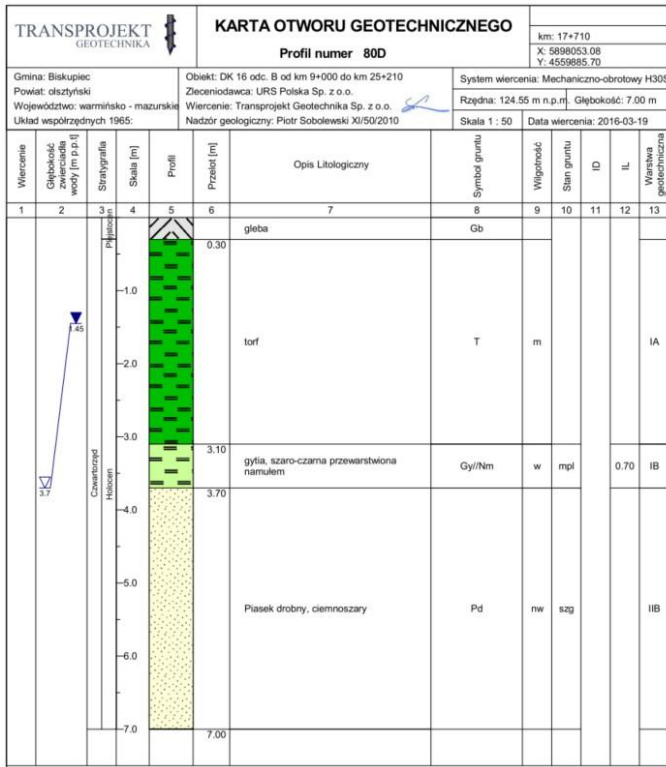 TRANSPROJEKT
GEOTECHNIKA
KARTA OTWORU GEOTECHNICZNEGO
Profil numer 80D
km: 17+710
X: 5898053.08
Y: 4559885.70
Gmina: Biskupiec
Powiat: olsztyński
Województwo: warmińsko - mazurskie
Układ współrzędnych 1965:
Obiekt: DK 16 odc. B od km 9+000 do km 25+210
Zleceniodawca: URS Polska Sp. z o.o.
Wiercenie: Transprojekt Geotechnika Sp. z o.o.
Nadzór geologiczny: Piotr Sobolewski XI/50/2010
System wiercenia: Mechaniczno-obrotowy H30S
Rzędna: 124.55 m n.p.m. Głębokość: 7.00 m
Skala 1 : 50 Data wiercenia: 2016-03-19
Wiercenie
Głębokość zwierciadła wody [m p.p.t]
Stratygrafia
Skala [m]
Profil
Przelot [m]
Opis Litologiczny
Symbol gruntu
Wilgotność
Stan gruntu
ID
IL
Warstwa geotechniczna
1 2 3 4 5 6 7 8 9 10 11 12 13
Plejstocen
gleba Gb
0.30
-1.0
1.45
torf T m IA
-2.0
-3.0
3.10
gytia, szaro-czarna przewarstwiona
namułem
Gy//Nm w mpl 0.70 IB
3.7
3.70
Czwartorzęd
Holocen
-4.0
-5.0
Piasek drobny, ciemnoszary Pd nw szg IIB
-6.0
-7.0
7.00